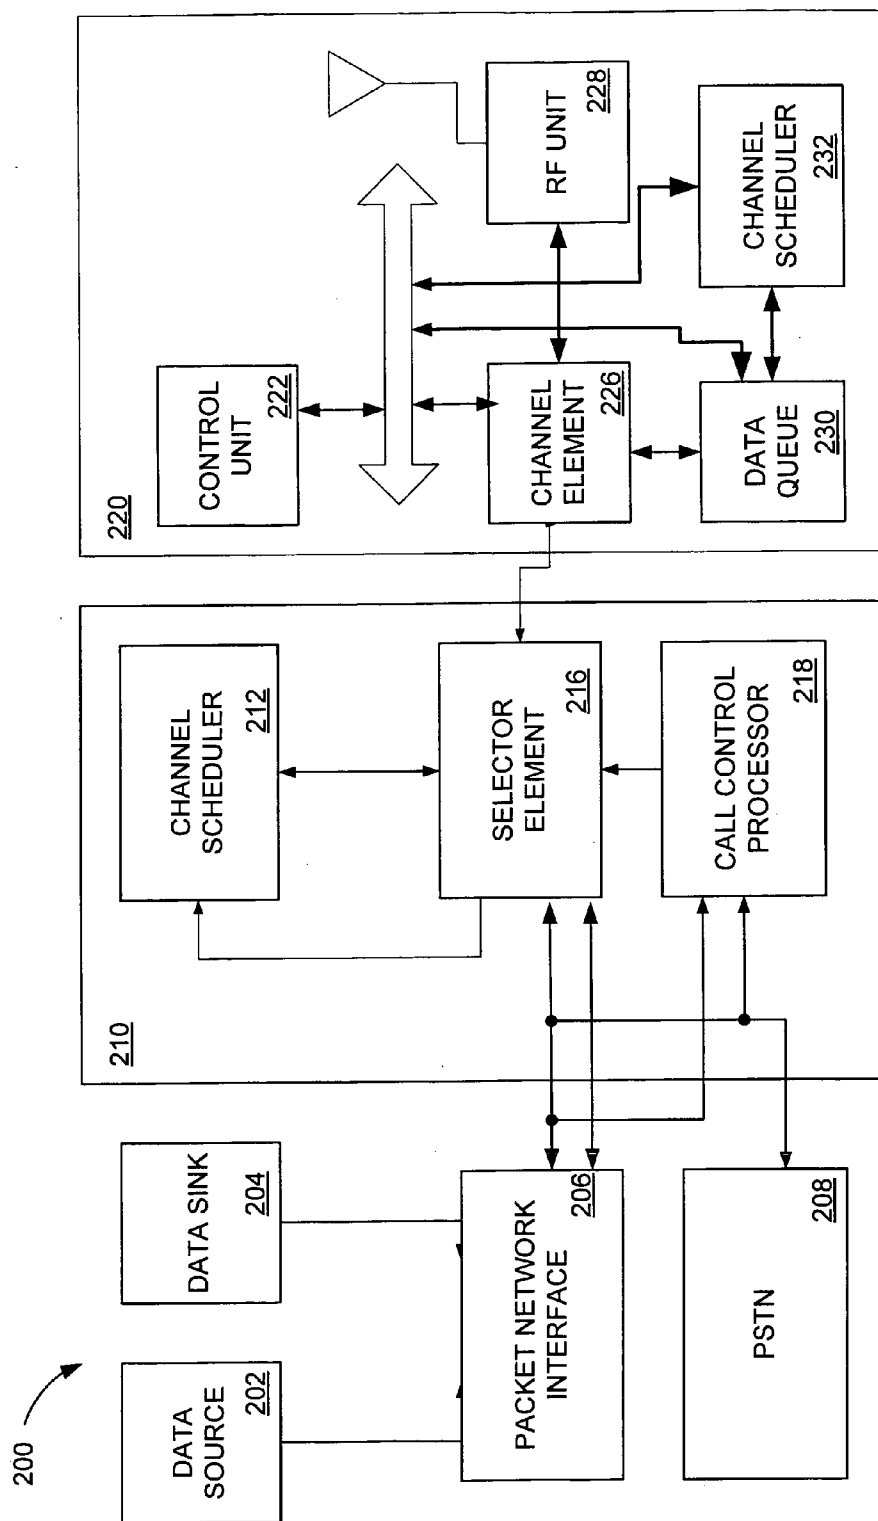 200
DATA
SOURCE
202
DATA SINK
204
PACKET NETWORK
INTERFACE
206
PSTN
208
210
CHANNEL
SCHEDULER
212
SELECTOR
ELEMENT
216
CALL CONTROL
PROCESSOR
218
220
CONTROL
UNIT
222
CHANNEL
ELEMENT
226
RF UNIT
228
DATA
QUEUE
230
CHANNEL
SCHEDULER
232